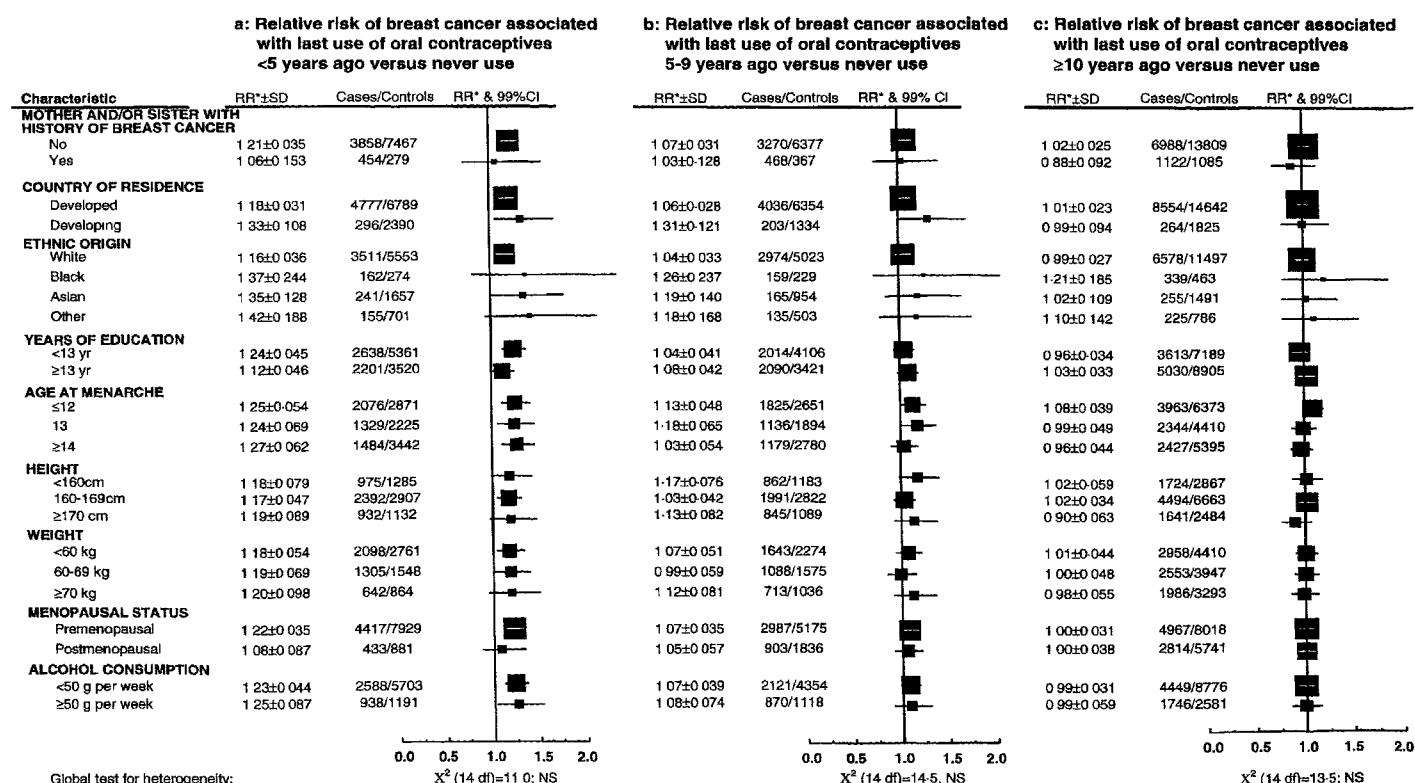 a: Relative risk of breast cancer associated with last use of oral contraceptives <5 years ago versus never use
b: Relative risk of breast cancer associated with last use of oral contraceptives 5-9 years ago versus never use
c: Relative risk of breast cancer associated with last use of oral contraceptives ≥10 years ago versus never use
Characteristic RR*±SD Cases/Controls RR* & 99%CI RR*±SD Cases/Controls RR* & 99% CI RR*±SD Cases/Controls RR* & 99%CI
MOTHER AND/OR SISTER WITH
HISTORY OF BREAST CANCER
No 1 21±0 035 3858/7467 1 07±0 031 3270/6377 1 02±0 025 6988/13809
Yes 1 06±0 153 454/279 1 03±0·128 468/367 0 88±0 092 1122/1085
COUNTRY OF RESIDENCE
Developed 1 18±0 031 4777/6789 1 06±0·028 4036/6354 1 01±0 023 8554/14642
Developing 1 33±0 108 296/2390 1 31±0·121 203/1334 0 99±0 094 264/1825
ETHNIC ORIGIN
White 1 16±0 036 3511/5553 1 04±0 033 2974/5023 0 99±0 027 6578/11497
Black 1 37±0 244 162/274 1 26±0 237 159/229 1·21±0 185 339/463
Asian 1 35±0 128 241/1657 1 19±0 140 165/954 1 02±0 109 255/1491
Other 1 42±0 188 155/701 1 18±0 168 135/503 1 10±0 142 225/786
YEARS OF EDUCATION
<13 yr 1 24±0 045 2638/5361 1 04±0 041 2014/4106 0 96±0·034 3613/7189
≥13 yr 1 12±0 046 2201/3520 1 08±0 042 2090/3421 1 03±0 033 5030/8905
AGE AT MENARCHE
≤12 1 25±0·054 2076/2871 1 13±0 048 1825/2651 1 08±0 039 3963/6373
13 1 24±0 069 1329/2225 1·18±0 065 1136/1894 0 99±0 049 2344/4410
≥14 1 27±0 062 1484/3442 1 03±0 054 1179/2780 0 96±0 044 2427/5395
HEIGHT
<160cm 1 18±0 079 975/1285 1·17±0·076 862/1183 1 02±0·059 1724/2867
160-169cm 1 17±0 047 2392/2907 1·03±0·042 1991/2822 1 02±0 034 4494/6663
≥170 cm 1 19±0 089 932/1132 1·13±0 082 845/1089 0 90±0 063 1641/2484
WEIGHT
<60 kg 1 18±0 054 2098/2761 1 07±0 051 1643/2274 1 01±0·044 2958/4410
60-69 kg 1 19±0 069 1305/1548 0 99±0 059 1088/1575 1 00±0 048 2553/3947
≥70 kg 1 20±0 098 642/864 1 12±0 081 713/1036 0 98±0 055 1986/3293
MENOPAUSAL STATUS
Premenopausal 1 22±0 035 4417/7929 1 07±0 035 2987/5175 1 00±0 031 4967/8018
Postmenopausal 1 08±0 087 433/881 1 05±0 057 903/1836 1 00±0 038 2814/5741
ALCOHOL CONSUMPTION
<50 g per week 1 23±0 044 2588/5703 1 07±0 039 2121/4354 0 99±0 031 4449/8776
≥50 g per week 1 25±0 087 938/1191 1 08±0 074 870/1118 0 99±0 059 1746/2581
0.0 0.5 1.0 1.5 2.0 0.0 0.5 1.0 1.5 2.0 0.0 0.5 1.0 1.5 2.0
Global test for heterogeneity: X² (14 df)=11 0; NS X² (14 df)=14·5, NS X² (14 df)=13·5; NS